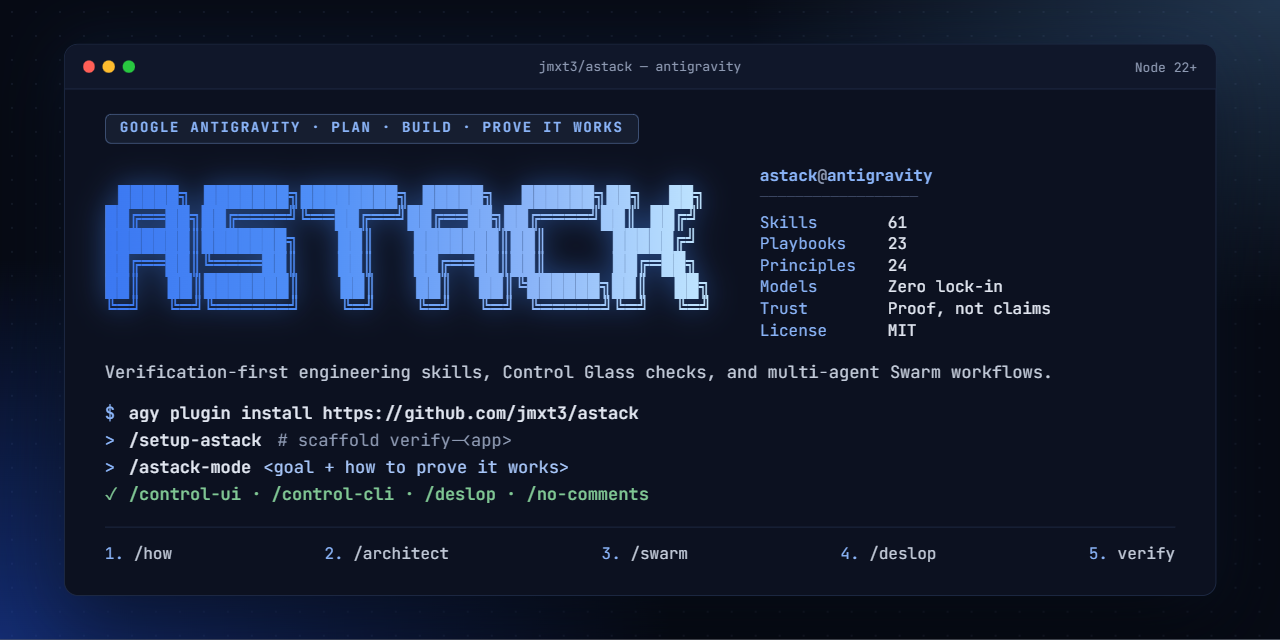 jmxt3/astack — antigravity
Node 22+
GOOGLE ANTIGRAVITY · PLAN · BUILD · PROVE IT WORKS
ASTACK
astack@antigravity
Skills 61
Playbooks 23
Principles 24
Models Zero lock-in
Trust Proof, not claims
License MIT
Verification-first engineering skills, Control Glass checks, and multi-agent Swarm workflows.
$ agy plugin install https://github.com/jmxt3/astack
> /setup-astack # scaffold verify-<app>
> /astack-mode <goal + how to prove it works>
✓ /control-ui · /control-cli · /deslop · /no-comments
1. /how
2. /architect
3. /swarm
4. /deslop
5. verify